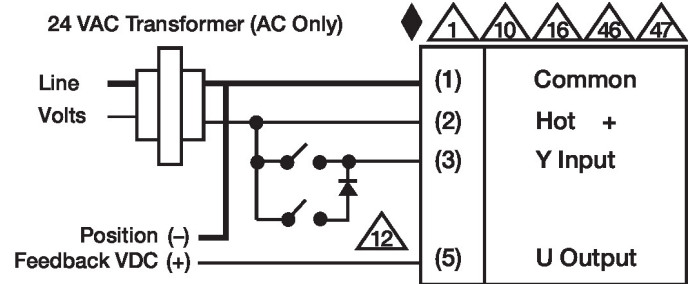 24 VAC Transformer (AC Only)
1 10 16 46 47
Line
Volts
(1) Common
(2) Hot +
(3) Y Input
12
Position (–)
Feedback VDC (+)
(5) U Output